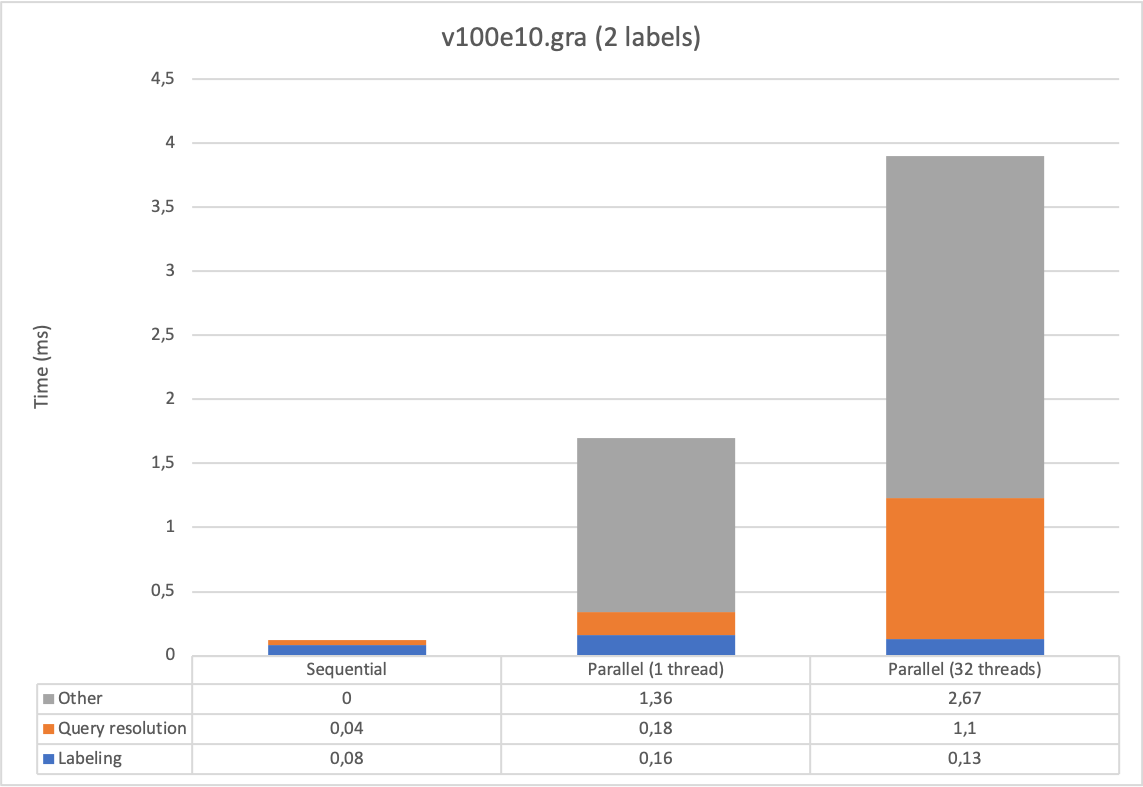 v100e10.gra (2 labels)
4,5
4
3,5
3
2,5
2
1,5
1
0,5
0
Time (ms)
Sequential Parallel (1 thread) Parallel (32 threads)
Other 0 1,36 2,67
Query resolution 0,04 0,18 1,1
Labeling 0,08 0,16 0,13